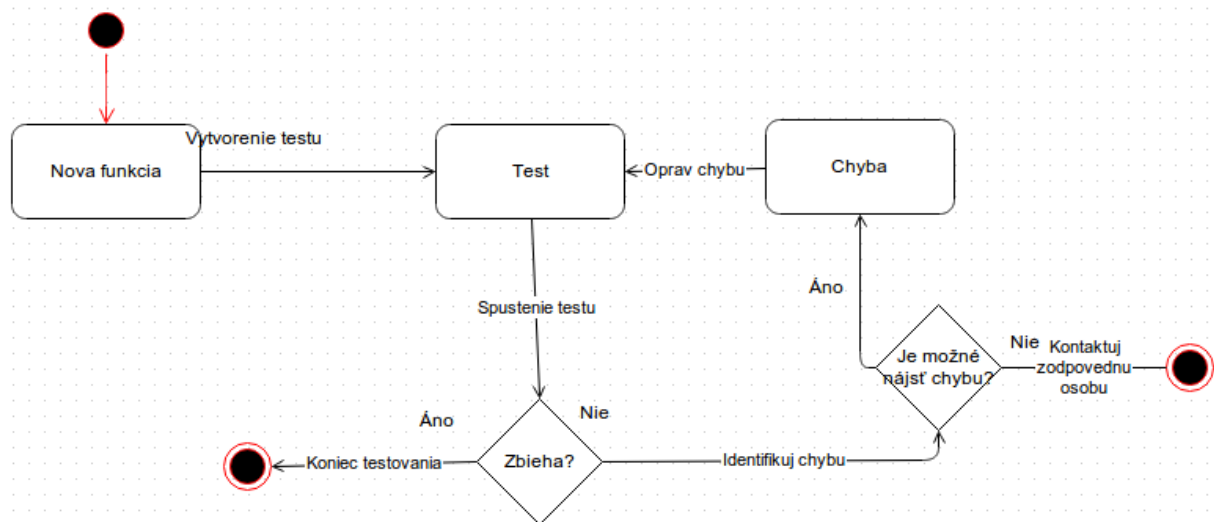 Vytvorenie testu
Nova funkcia
Test
Oprav chybu
Chyba
Spustenie testu
Áno
Je možné
nájsť chybu?
Nie
Kontaktuj
zodpovednu
osobu
Áno
Nie
Koniec testovania
Zbieha?
Identifikuj chybu